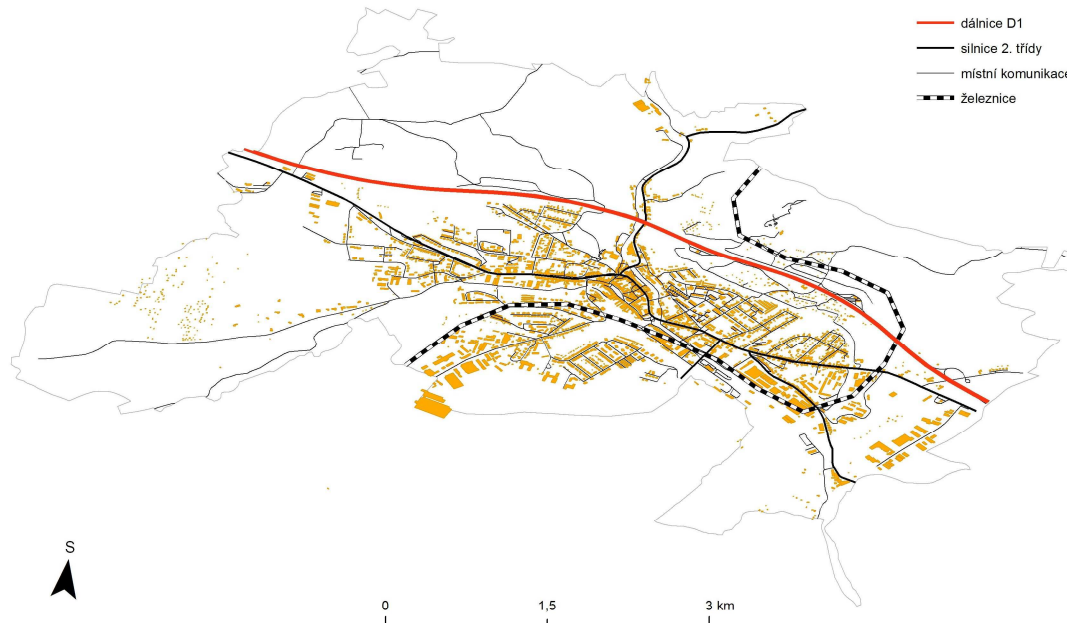 dálnice D1
silnice 2. třídy
místní komunikace
železnice
S
0 1,5 3 km